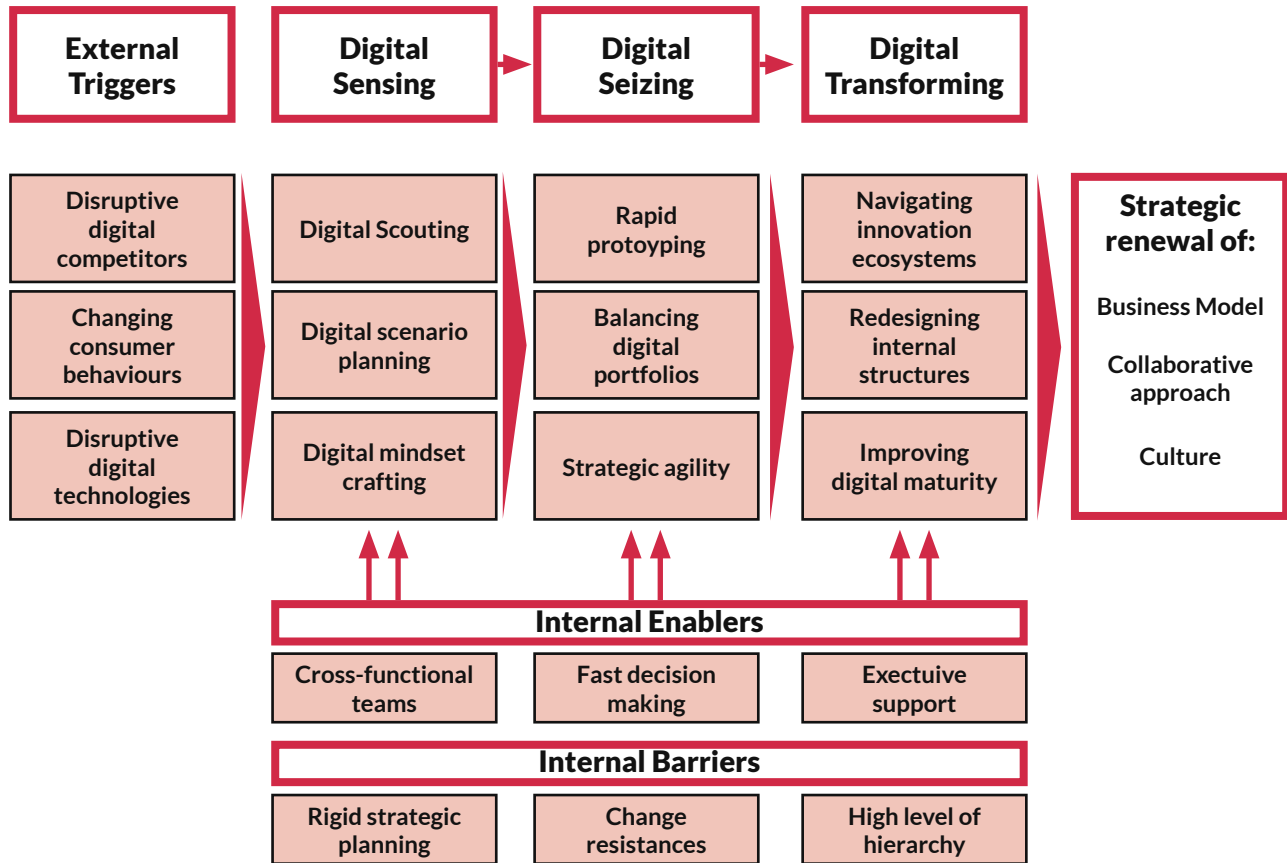 External
Triggers
Digital
Sensing
Digital
Seizing
Digital
Transforming
Disruptive
digital
competitors
Changing
consumer
behaviours
Disruptive
digital
technologies
Digital Scouting
Digital scenario
planning
Digital mindset
crafting
Rapid
protoyping
Balancing
digital
portfolios
Strategic agility
Navigating
innovation
ecosystems
Redesigning
internal
structures
Improving
digital maturity
Strategic
renewal of:
Business Model
Collaborative
approach
Culture
Internal Enablers
Cross-functional
teams
Fast decision
making
Exectuive
support
Internal Barriers
Rigid strategic
planning
Change
resistances
High level of
hierarchy